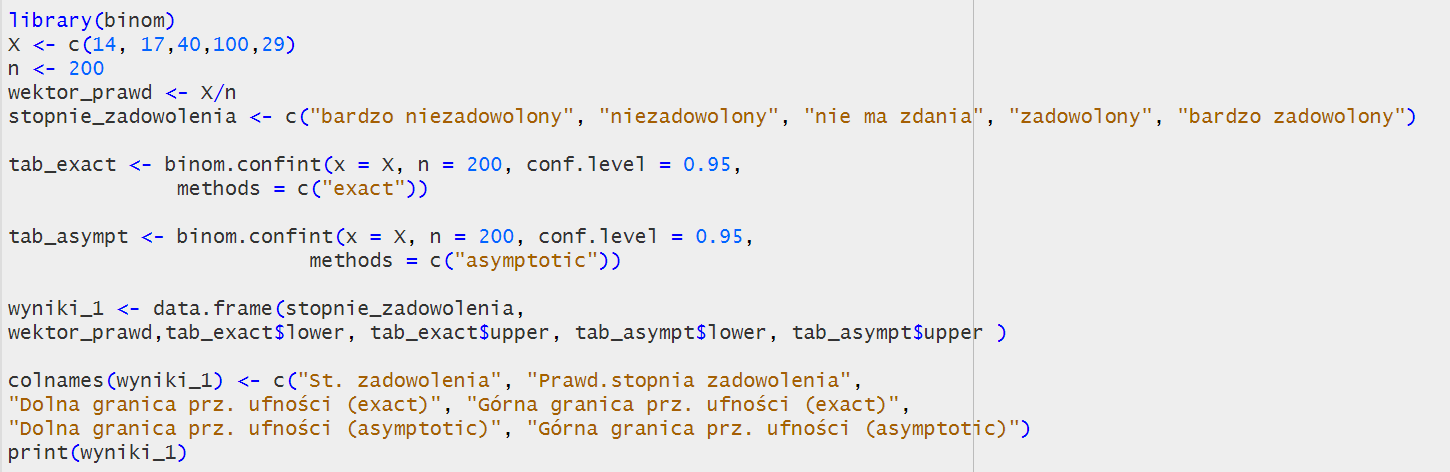 library(binom)
X <- c(14, 17,40,100,29)
n <- 200
wektor_prawd <- X/n
stopnie_zadowolenia <- c("bardzo niezadowolony", "niezadowolony", "nie ma zdania", "zadowolony", "bardzo zadowolony")
tab_exact <- binom.confint(x = X, n = 200, conf.level = 0.95,
methods = c("exact"))
tab_asympt <- binom.confint(x = X, n = 200, conf.level = 0.95,
methods = c("asymptotic"))
wyniki_1 <- data.frame(stopnie_zadowolenia,
wektor_prawd,tab_exact$lower, tab_exact$upper, tab_asympt$lower, tab_asympt$upper )
colnames(wyniki_1) <- c("St. zadowolenia", "Prawd.stopnia zadowolenia",
"Dolna granica prz. ufności (exact)", "Górna granica prz. ufności (exact)",
"Dolna granica prz. ufności (asymptotic)", "Górna granica prz. ufności (asymptotic)")
print(wyniki_1)